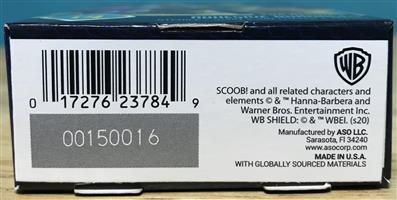 WB
SCOOB! and all related characters and
elements © & ™ Hanna-Barbera and
Warner Bros. Entertainment Inc.
WB SHIELD: © & ™ WBEI. (s20)
Manufactured by ASO LLC.
Sarasota, Fl 34240
www.asocorp.com
MADE IN U.S.A.
WITH GLOBALLY SOURCED MATERIALS
0 17276 23784 9
00150016